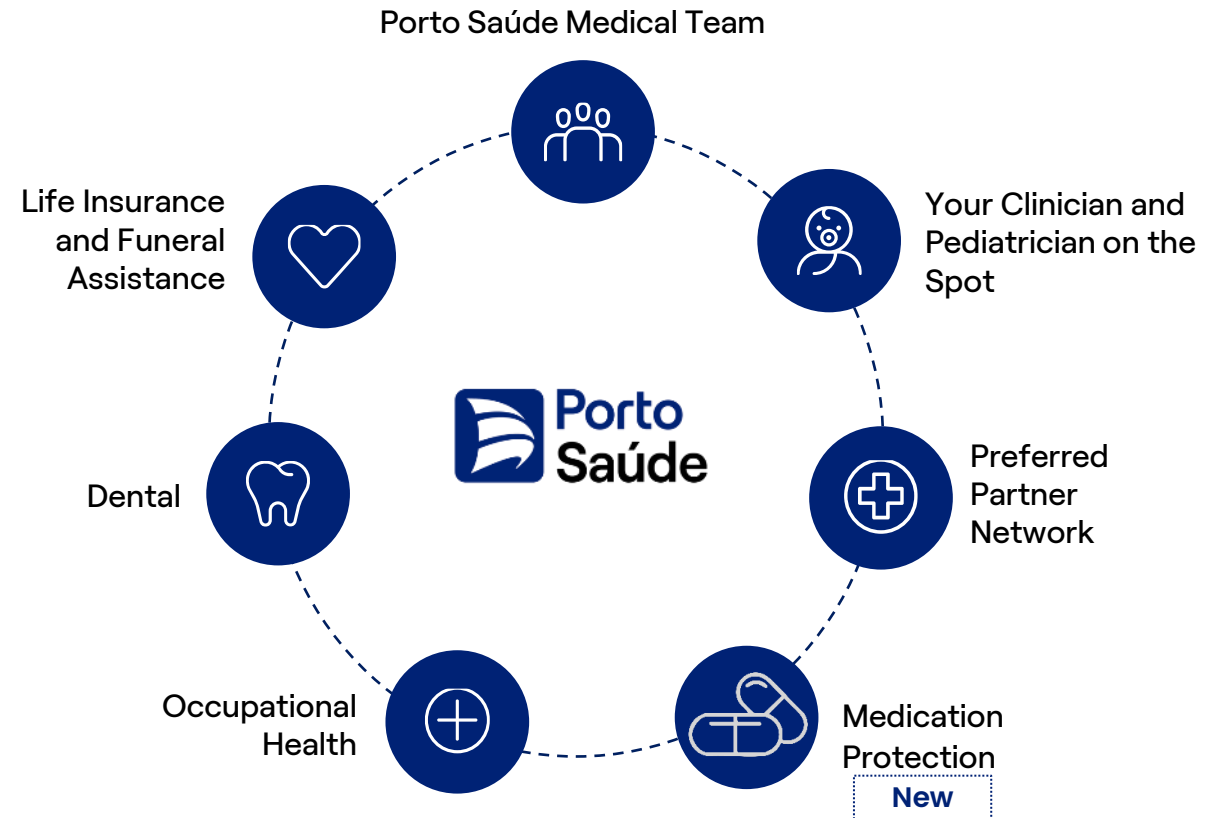 Porto Saúde Medical Team
Your Clinician and
Pediatrician on the
Spot
Preferred
Partner
Network
Medication
Protection
New
Occupational
Health
Dental
Life Insurance
and Funeral
Assistance
Porto
Saúde